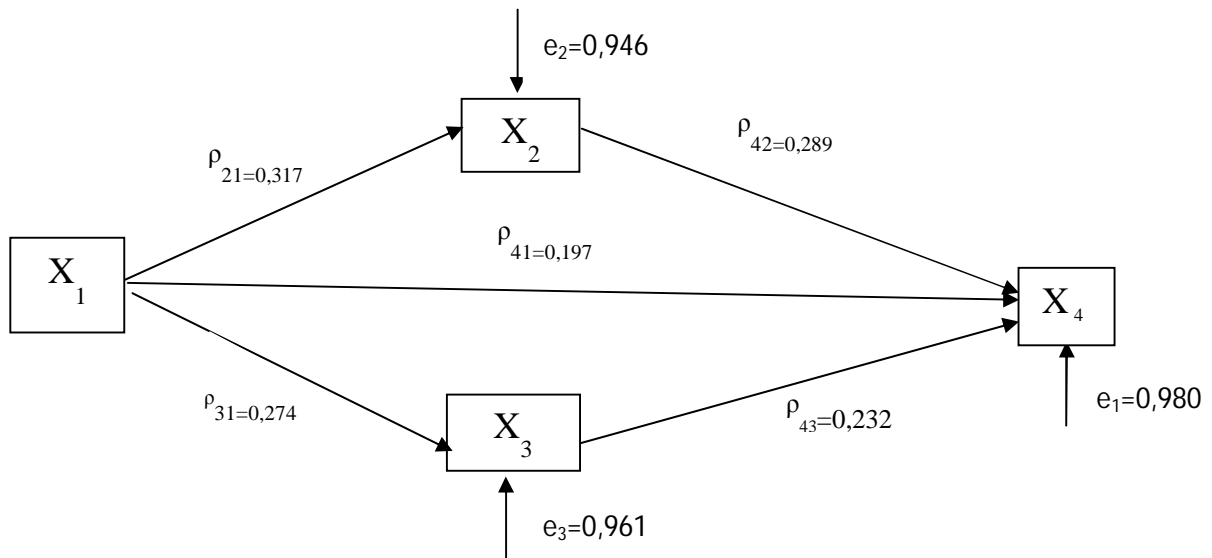 e₂=0,946
X₂
ρ₄₂₌₀,₂₈₉
ρ₂₁₌₀,₃₁₇
ρ₄₁₌₀,₁₉₇
X₁
X₄
ρ₃₁₌₀,₂₇₄
ρ₄₃=0,232
e₁=0,980
X₃
e₃=0,961